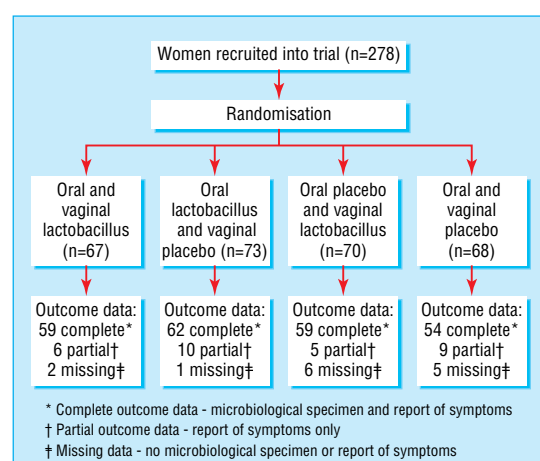 Women recruited into trial (n=278)
Randomisation
Oral and
vaginal
lactobacillus
(n=67)
Oral
lactobacillus
and vaginal
placebo (n=73)
Oral placebo
and vaginal
lactobacillus
(n=70)
Oral and
vaginal
placebo
(n=68)
Outcome data:
59 complete*
6 partial†
2 missing‡
Outcome data:
62 complete*
10 partial†
1 missing‡
Outcome data:
59 complete*
5 partial†
6 missing‡
Outcome data:
54 complete*
9 partial†
5 missing‡
* Complete outcome data - microbiological specimen and report of symptoms
† Partial outcome data - report of symptoms only
‡ Missing data - no microbiological specimen or report of symptoms